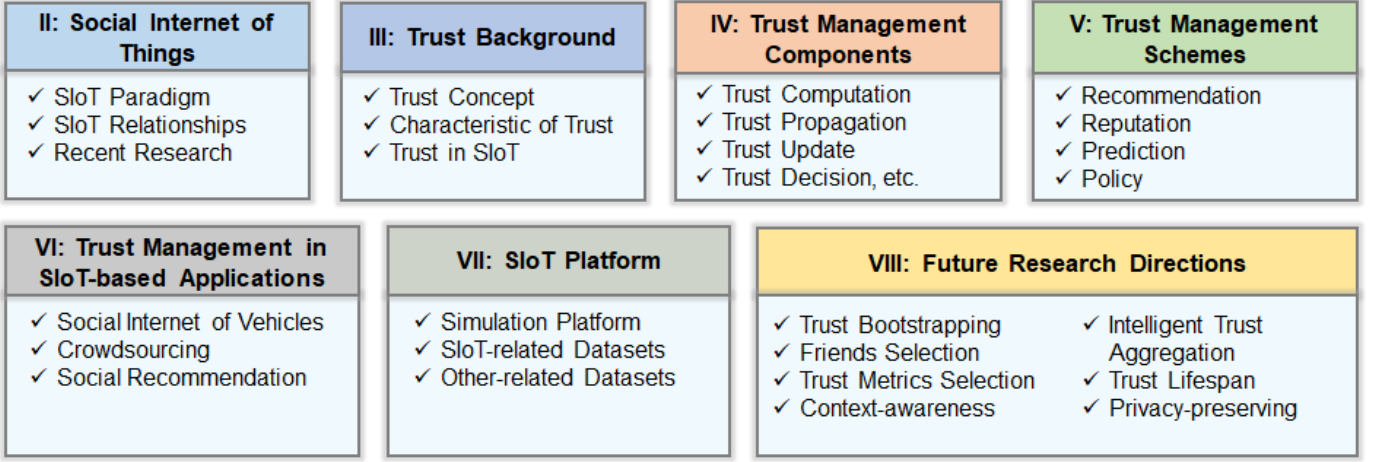 II: Social Internet of
Things
✓ SIoT Paradigm
✓ SIoT Relationships
✓ Recent Research
III: Trust Background
✓ Trust Concept
✓ Characteristic of Trust
✓ Trust in SIoT
IV: Trust Management
Components
✓ Trust Computation
✓ Trust Propagation
✓ Trust Update
✓ Trust Decision, etc.
V: Trust Management
Schemes
✓ Recommendation
✓ Reputation
✓ Prediction
✓ Policy
VI: Trust Management in
SIoT-based Applications
✓ Social Internet of Vehicles
✓ Crowdsourcing
✓ Social Recommendation
VII: SIoT Platform
✓ Simulation Platform
✓ SIoT-related Datasets
✓ Other-related Datasets
VIII: Future Research Directions
✓ Trust Bootstrapping
✓ Friends Selection
✓ Trust Metrics Selection
✓ Context-awareness
✓ Intelligent Trust
Aggregation
✓ Trust Lifespan
✓ Privacy-preserving